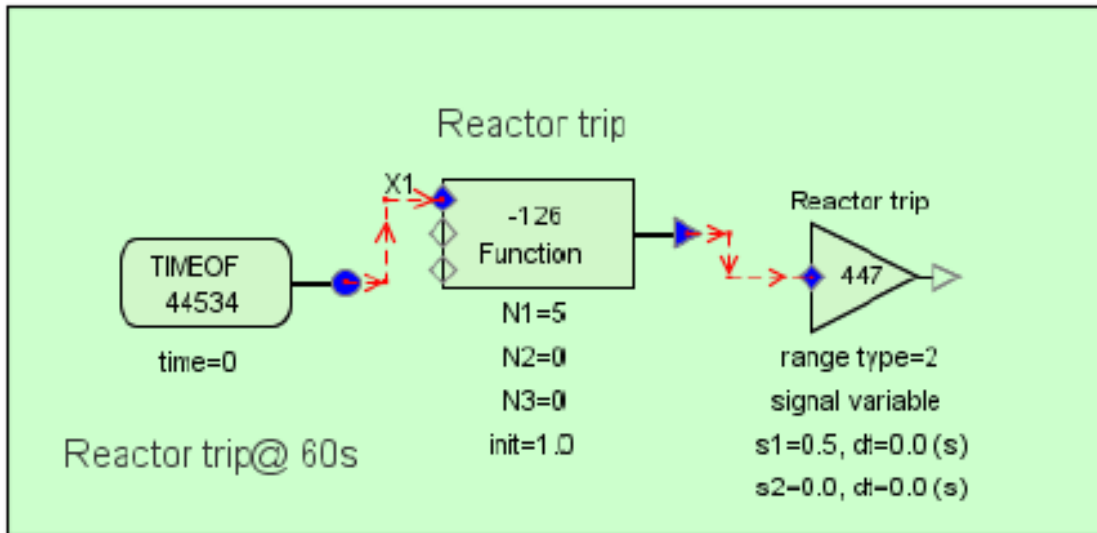 Reactor trip
X1
-126
Function
Reactor trip
TIMEOF
44534
447
time=0
N1=5
N2=0
N3=0
init=1.0
range type=2
signal variable
s1=0.5, dt=0.0 (s)
s2=0.0, dt=0.0 (s)
Reactor trip@ 60s